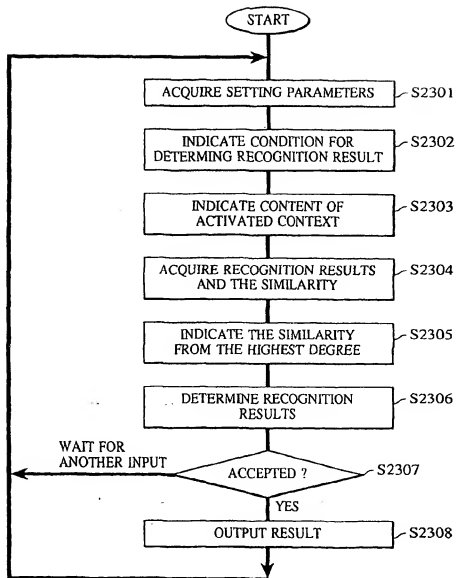 START
ACQUIRE SETTING PARAMETERS
S2301
INDICATE CONDITION FOR
DETERMING RECOGNITION RESULT
S2302
INDICATE CONTENT OF
ACTIVATED CONTEXT
S2303
ACQUIRE RECOGNITION RESULTS
AND THE SIMILARITY
S2304
INDICATE THE SIMILARITY
FROM THE HIGHEST DEGREE
S2305
DETERMINE RECOGNITION
RESULTS
S2306
WAIT FOR
ANOTHER INPUT
ACCEPTED ?
S2307
YES
OUTPUT RESULT
S2308